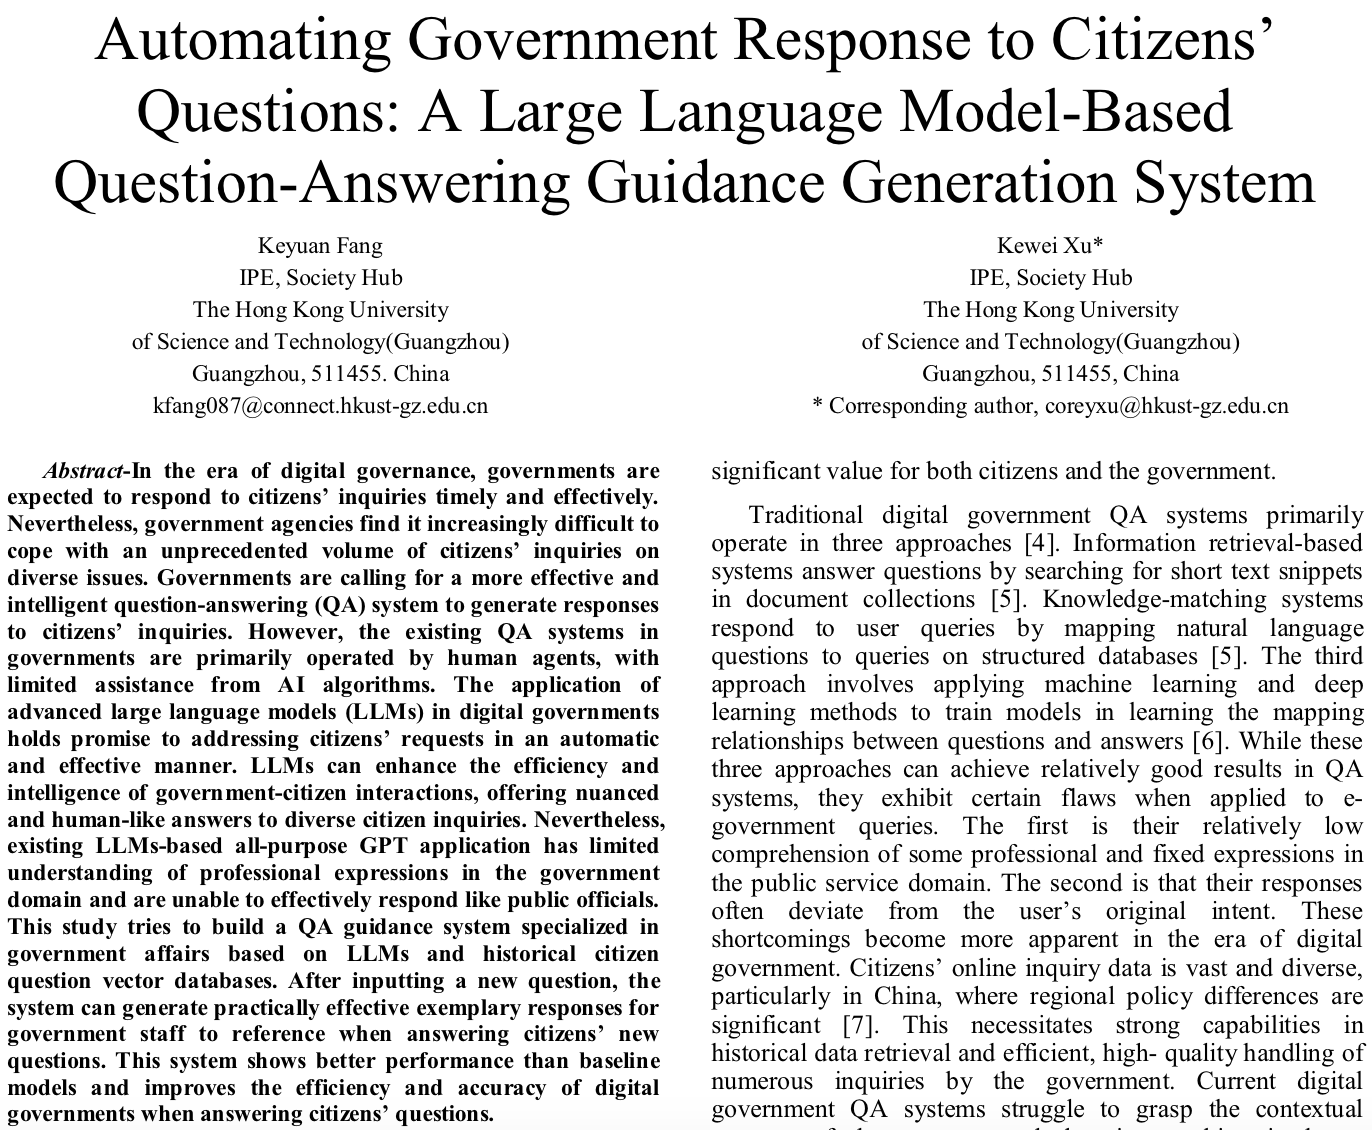 Automating Government Response to Citizens’
Questions: A Large Language Model-Based
Question-Answering Guidance Generation System
Keyuan Fang
IPE, Society Hub
The Hong Kong University
of Science and Technology(Guangzhou)
Guangzhou, 511455. China
kfang087@connect.hkust-gz.edu.cn
Kewei Xu*
IPE, Society Hub
The Hong Kong University
of Science and Technology(Guangzhou)
Guangzhou, 511455, China
* Corresponding author, coreyxu@hkust-gz.edu.cn
Abstract-In the era of digital governance, governments are
expected to respond to citizens’ inquiries timely and effectively.
Nevertheless, government agencies find it increasingly difficult to
cope with an unprecedented volume of citizens’ inquiries on
diverse issues. Governments are calling for a more effective and
intelligent question-answering (QA) system to generate responses
to citizens’ inquiries. However, the existing QA systems in
governments are primarily operated by human agents, with
limited assistance from AI algorithms. The application of
advanced large language models (LLMs) in digital governments
holds promise to addressing citizens’ requests in an automatic
and effective manner. LLMs can enhance the efficiency and
intelligence of government-citizen interactions, offering nuanced
and human-like answers to diverse citizen inquiries. Nevertheless,
existing LLMs-based all-purpose GPT application has limited
understanding of professional expressions in the government
domain and are unable to effectively respond like public officials.
This study tries to build a QA guidance system specialized in
government affairs based on LLMs and historical citizen
question vector databases. After inputting a new question, the
system can generate practically effective exemplary responses for
government staff to reference when answering citizens’ new
questions. This system shows better performance than baseline
models and improves the efficiency and accuracy of digital
governments when answering citizens’ questions.
significant value for both citizens and the government.
Traditional digital government QA systems primarily
operate in three approaches [4]. Information retrieval-based
systems answer questions by searching for short text snippets
in document collections [5]. Knowledge-matching systems
respond to user queries by mapping natural language
questions to queries on structured databases [5]. The third
approach involves applying machine learning and deep
learning methods to train models in learning the mapping
relationships between questions and answers [6]. While these
three approaches can achieve relatively good results in QA
systems, they exhibit certain flaws when applied to e-
government queries. The first is their relatively low
comprehension of some professional and fixed expressions in
the public service domain. The second is that their responses
often deviate from the user’s original intent. These
shortcomings become more apparent in the era of digital
government. Citizens’ online inquiry data is vast and diverse,
particularly in China, where regional policy differences are
significant [7]. This necessitates strong capabilities in
historical data retrieval and efficient, high- quality handling of
numerous inquiries by the government. Current digital
government QA systems struggle to grasp the contextual